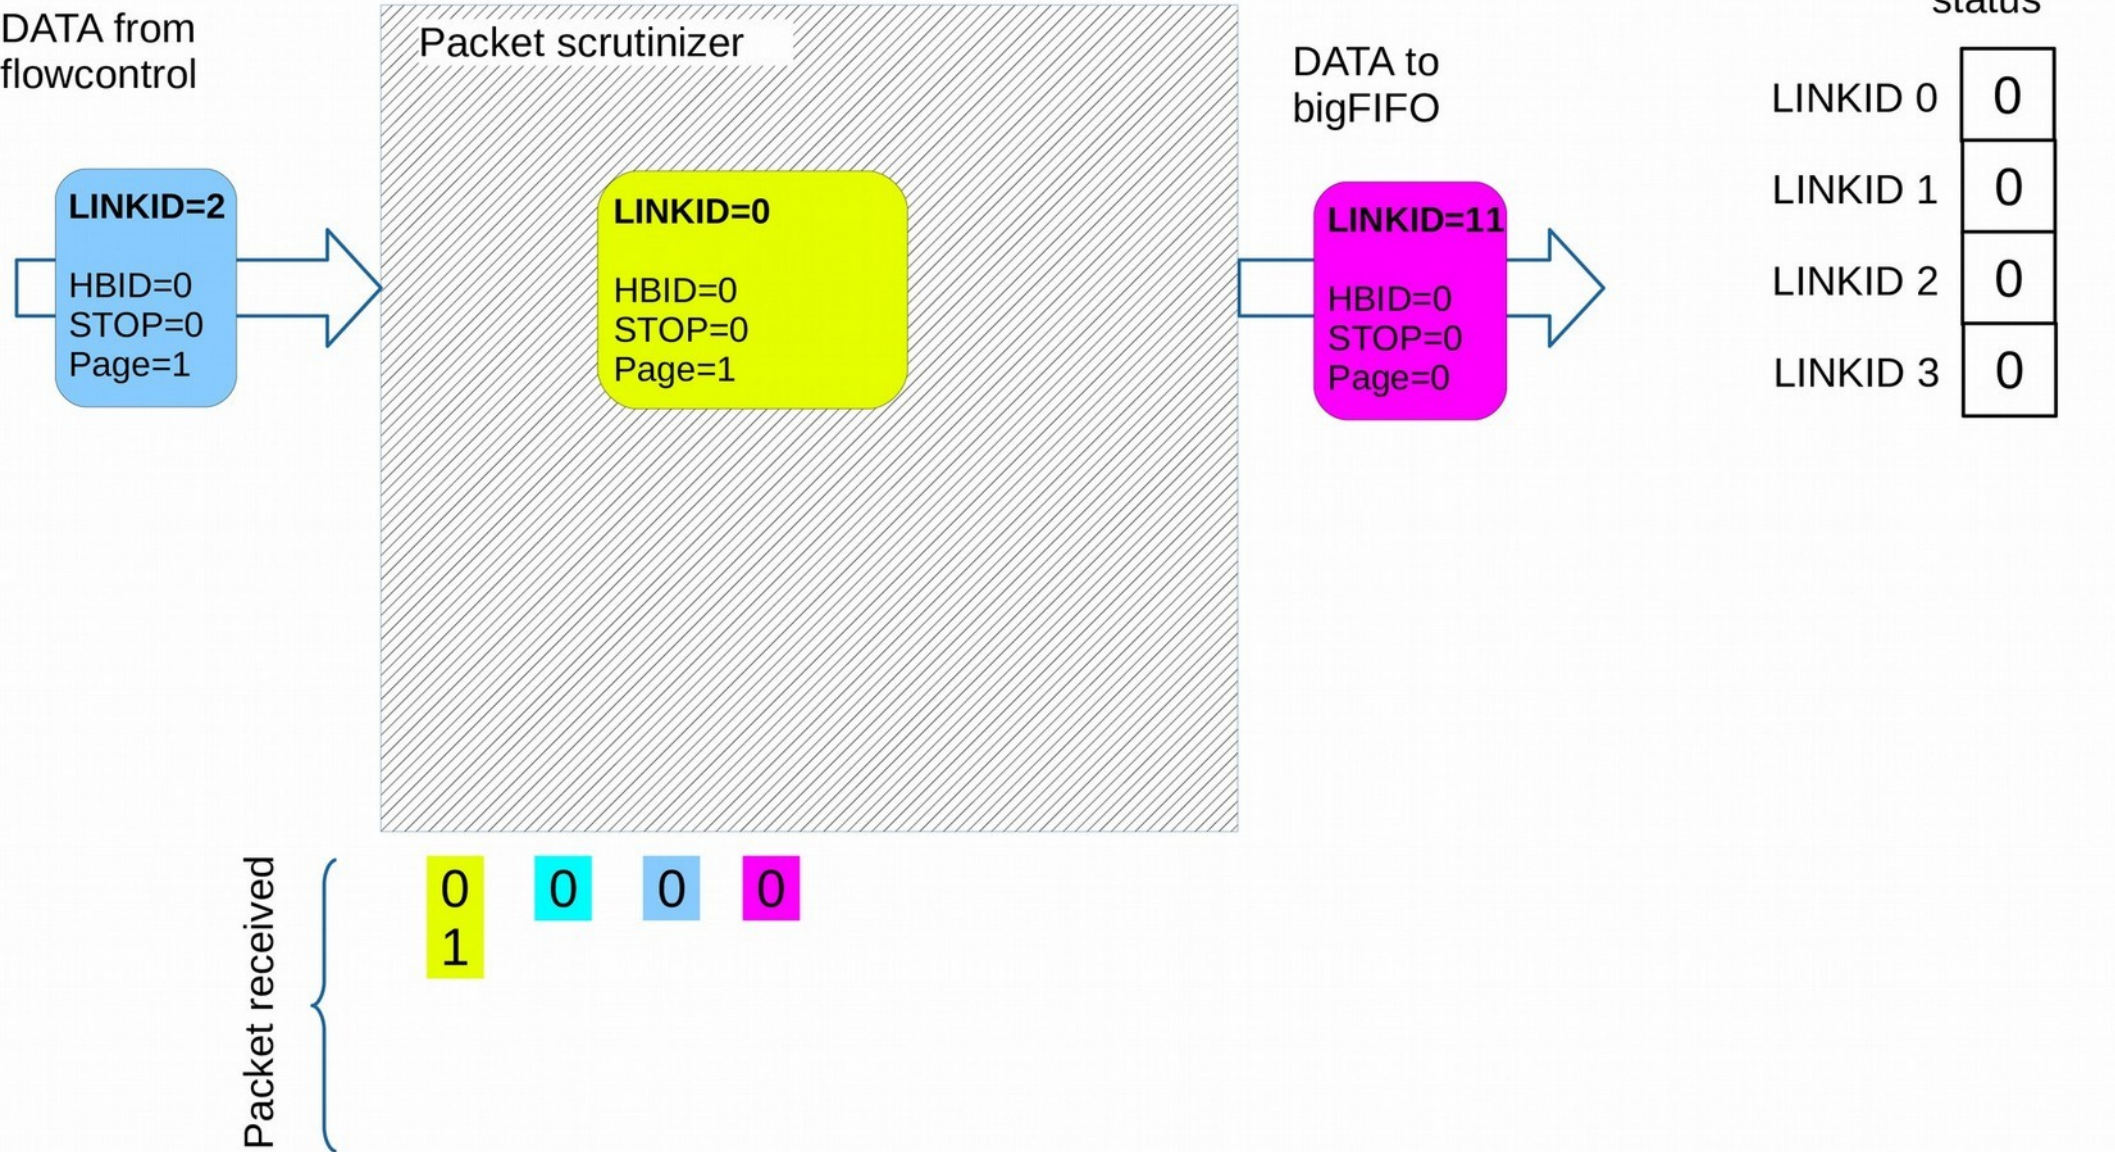 DATA from
flowcontrol
Packet scrutinizer
DATA to
bigFIFO
status
LINKID=2
HBID=0
STOP=0
Page=1
LINKID=0
HBID=0
STOP=0
Page=1
LINKID=11
HBID=0
STOP=0
Page=0
LINKID 0 0
LINKID 1 0
LINKID 2 0
LINKID 3 0
Packet received
0 0 0 0
1